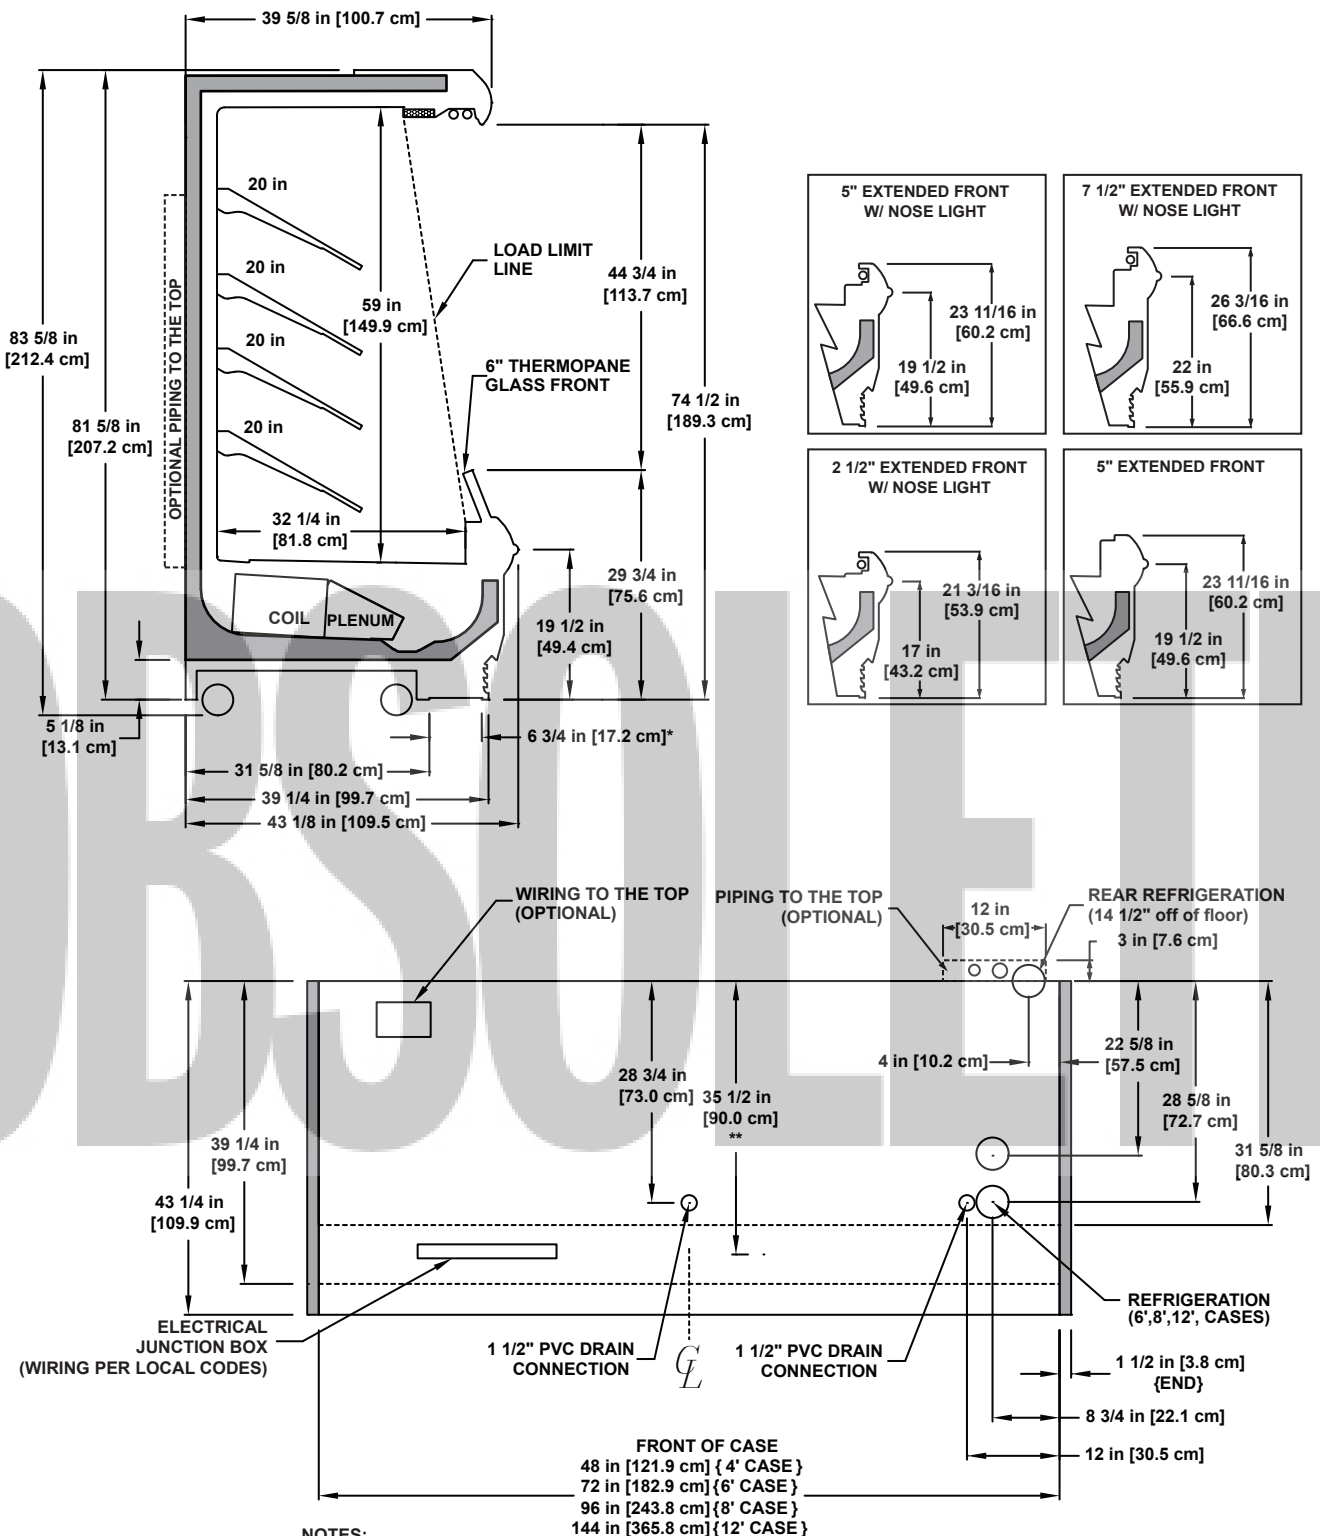 39 5/8 in [100.7 cm]
83 5/8 in
[212.4 cm]
81 5/8 in
[207.2 cm]
OPTIONAL PIPING TO THE TOP
20 in
20 in
20 in
20 in
59 in
[149.9 cm]
LOAD LIMIT
LINE
6" THERMOPANE
GLASS FRONT
44 3/4 in
[113.7 cm]
74 1/2 in
[189.3 cm]
32 1/4 in
[81.8 cm]
29 3/4 in
[75.6 cm]
19 1/2 in
[49.4 cm]
COIL
PLENUM
5 1/8 in
[13.1 cm]
6 3/4 in [17.2 cm]*
31 5/8 in [80.2 cm]
39 1/4 in [99.7 cm]
43 1/8 in [109.5 cm]
5" EXTENDED FRONT
W/ NOSE LIGHT
23 11/16 in
[60.2 cm]
19 1/2 in
[49.6 cm]
7 1/2" EXTENDED FRONT
W/ NOSE LIGHT
26 3/16 in
[66.6 cm]
22 in
[55.9 cm]
2 1/2" EXTENDED FRONT
W/ NOSE LIGHT
21 3/16 in
[53.9 cm]
17 in
[43.2 cm]
5" EXTENDED FRONT
23 11/16 in
[60.2 cm]
19 1/2 in
[49.6 cm]
OBSOLETE
WIRING TO THE TOP
(OPTIONAL)
PIPING TO THE TOP
(OPTIONAL)
12 in
[30.5 cm]
REAR REFRIGERATION
(14 1/2" off of floor)
3 in [7.6 cm]
4 in [10.2 cm]
22 5/8 in
[57.5 cm]
28 3/4 in
[73.0 cm]
35 1/2 in
[90.0 cm]
**
28 5/8 in
[72.7 cm]
31 5/8 in
[80.3 cm]
39 1/4 in
[99.7 cm]
43 1/4 in
[109.9 cm]
ELECTRICAL
JUNCTION BOX
(WIRING PER LOCAL CODES)
1 1/2" PVC DRAIN
CONNECTION
CL
1 1/2" PVC DRAIN
CONNECTION
REFRIGERATION
(6',8',12', CASES)
1 1/2 in [3.8 cm]
{END}
8 3/4 in [22.1 cm]
12 in [30.5 cm]
FRONT OF CASE
48 in [121.9 cm] { 4' CASE }
72 in [182.9 cm] {6' CASE }
96 in [243.8 cm] {8' CASE }
144 in [365.8 cm] {12' CASE }
NOTES: